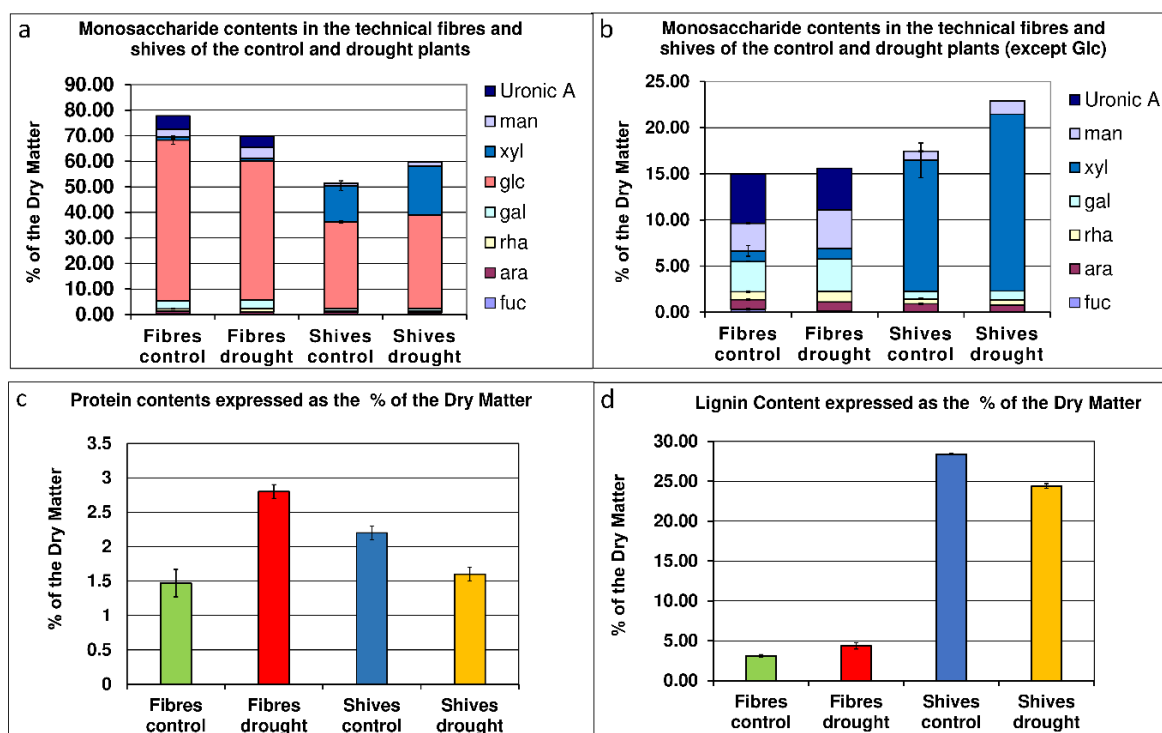 a
Monosaccharide contents in the technical fibres and
shives of the control and drought plants
% of the Dry Matter
90.00
80.00
70.00
60.00
50.00
40.00
30.00
20.00
10.00
0.00
Fibres control
Fibres drought
Shives control
Shives drought
Uronic A
man
xyl
glc
gal
rha
ara
fuc
b
Monosaccharide contents in the technical fibres and
shives of the control and drought plants (except Glc)
% of the Dry Matter
25.00
20.00
15.00
10.00
5.00
0.00
Fibres control
Fibres drought
Shives control
Shives drought
Uronic A
man
xyl
gal
rha
ara
fuc
c
Protein contents expressed as the % of the Dry Matter
% of the Dry Matter
3.5
3
2.5
2
1.5
1
0.5
0
Fibres control
Fibres drought
Shives control
Shives drought
d
Lignin Content expressed as the % of the Dry Matter
% of the Dry Matter
30.00
25.00
20.00
15.00
10.00
5.00
0.00
Fibres control
Fibres drought
Shives control
Shives drought